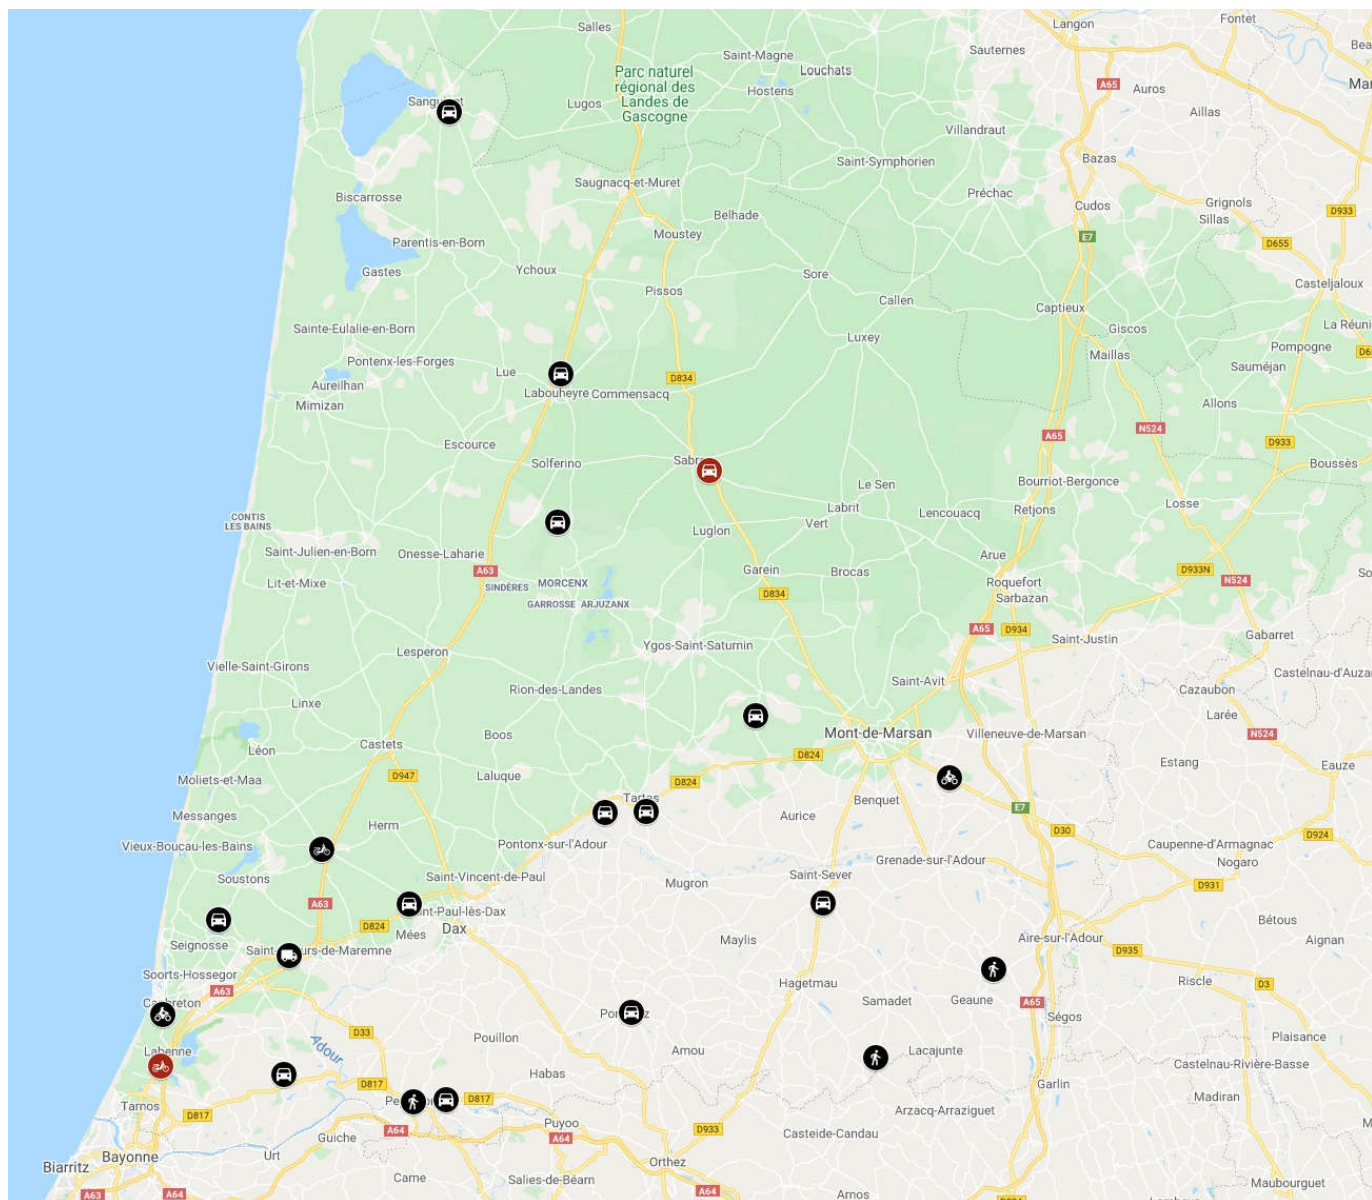 Salles
Saint-Magne
Louchats
Sauternes
Langon
Fontet
Parc naturel
régional des
Landes de
Gascogne
Lugos
Hostens
A65
Auros
Aillas
Villandraut
Saint-Symphorien
Bazas
Saugnacq-et-Muret
Préchac
Biscarrosse
Cudos
Grignols
Sillas
D933
Belhade
Moustey
E7
D655
Parentis-en-Born
Ychoux
Gastes
Sore
Casteljaloux
Pissos
Callen
Captieux
Sainte-Eulalie-en-Born
Giscos
Luxey
Maillas
Pompogne
Pontenx-les-Forges
Lue
Sauméjan
D834
Aureilhan
Labouheyre
Commensacq
Mimizan
Allons
N524
A65
D933
Escource
Solferino
Boussès
Le Sen
Bourriot-Bergonce
Losse
Labrit
Lencouacq
Retjons
CONTIS
LES BAINS
Vert
Luglon
Saint-Julien-en-Born
Onesse-Laharie
Arue
A63
Garein
Brocas
D933N
Lit-et-Mixe
SINDÈRES
MORCENX
Roquefort
N524
D834
Sarbazan
GARROSSE
ARJUZANX
A65
D934
Saint-Justin
Gabarret
Ygos-Saint-Saturnin
Lesperon
Vielle-Saint-Girons
Saint-Avit
Rion-des-Landes
Cazaubon
Linxe
Larée
Mont-de-Marsan
Villeneuve-de-Marsan
N524
Boos
Castets
Léon
D824
Estang
Eauze
D947
Laluque
Moliets-et-Maa
D824
Benquet
E7
Messanges
Aurice
Herm
D30
D924
Vieux-Boucau-les-Bains
Pontonx-sur-l'Adour
Caupenne-d'Armagnac
Nogaro
Grenade-sur-l'Adour
Soustons
Saint-Vincent-de-Paul
Mugron
Saint-Sever
D931
A63
Dax
D824
Mées
Bétous
Seignosse
Maylis
Aire-sur-l'Adour
Aignan
D935
Soorts-Hossegor
Hagetmau
Riscle
D3
A63
Samadet
Geaune
A65
Ségos
D33
Adour
Pouillon
Plaisance
Amou
Lacajunte
Labenne
Castelnau-Rivière-Basse
Habas
D817
Garlin
Madiran
Tarnos
D817
D817
Arzacq-Arraziguet
Puyoo
D933
A64
A64
Casteide-Candau
Guiche
Bayonne
Urt
Biarritz
Orthez
Came
Salies-de-Béarn
Maubourguet
A63
A64
A64
Arnos